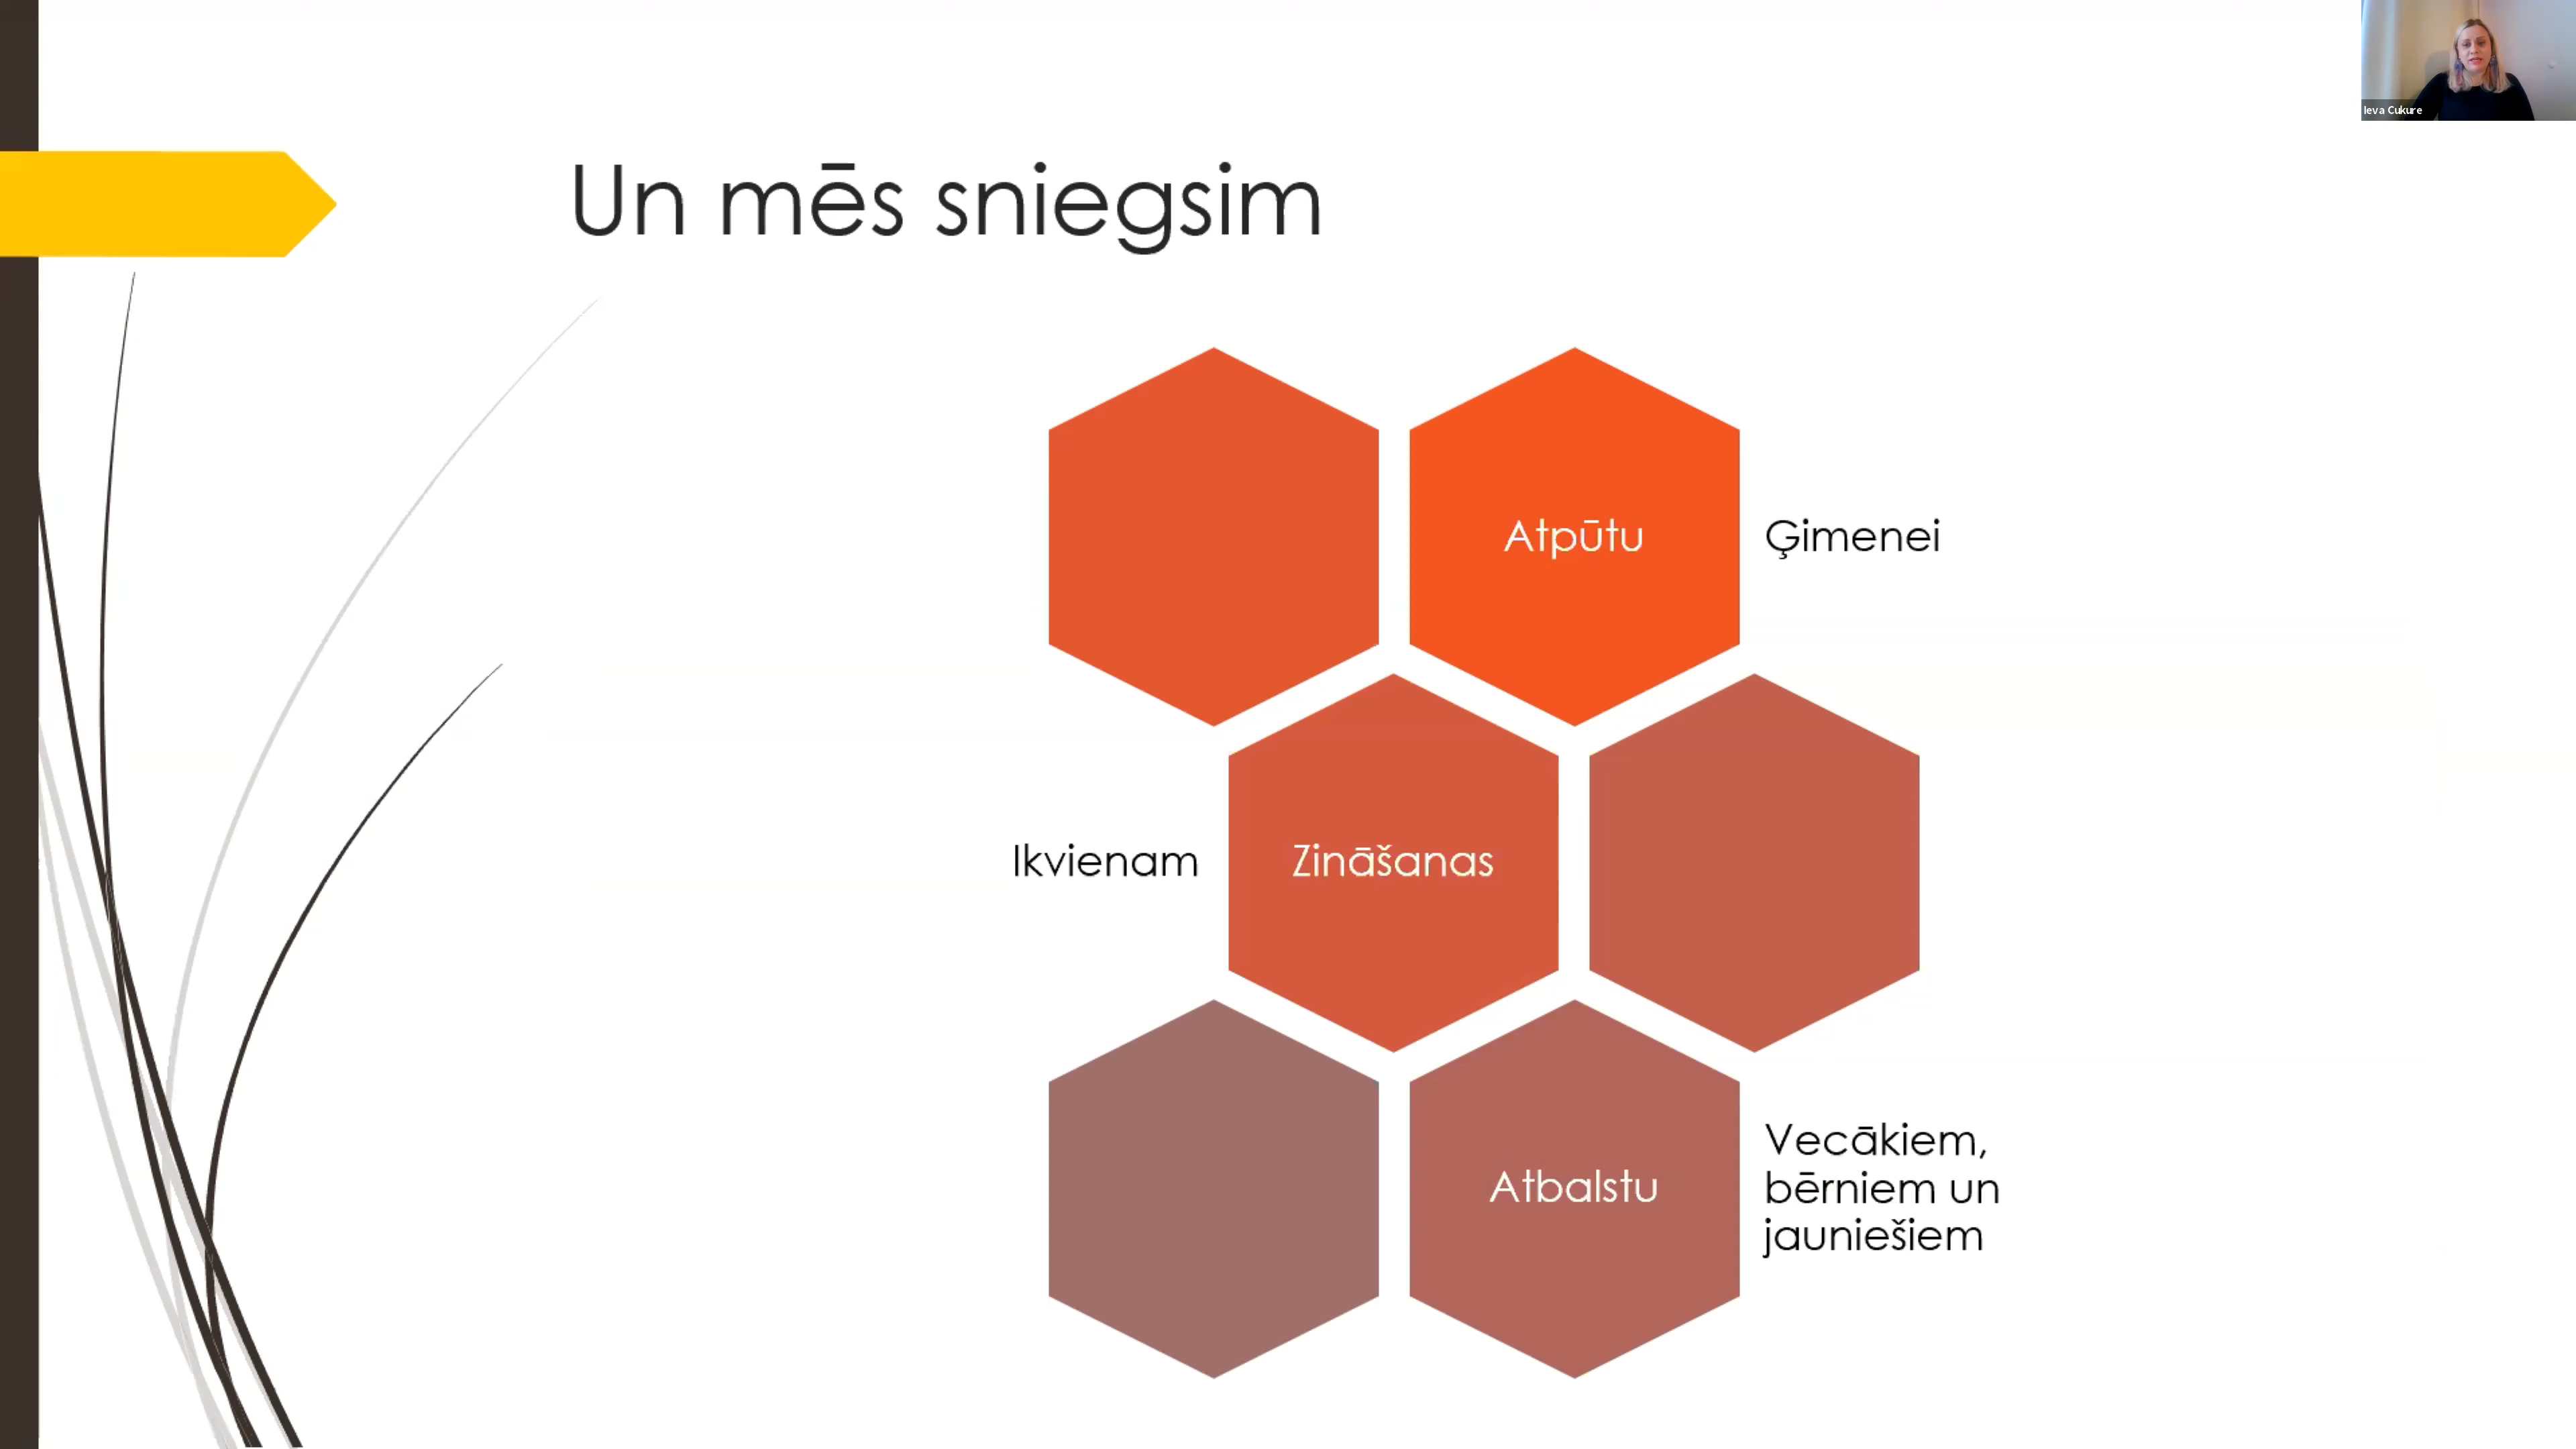 Ieva Cukure
Un mēs sniegsim
Atpūtu
Ģimenei
Ikvienam
Zināšanas
Atbalstu
Vecākiem,
bērniem un
jauniešiem